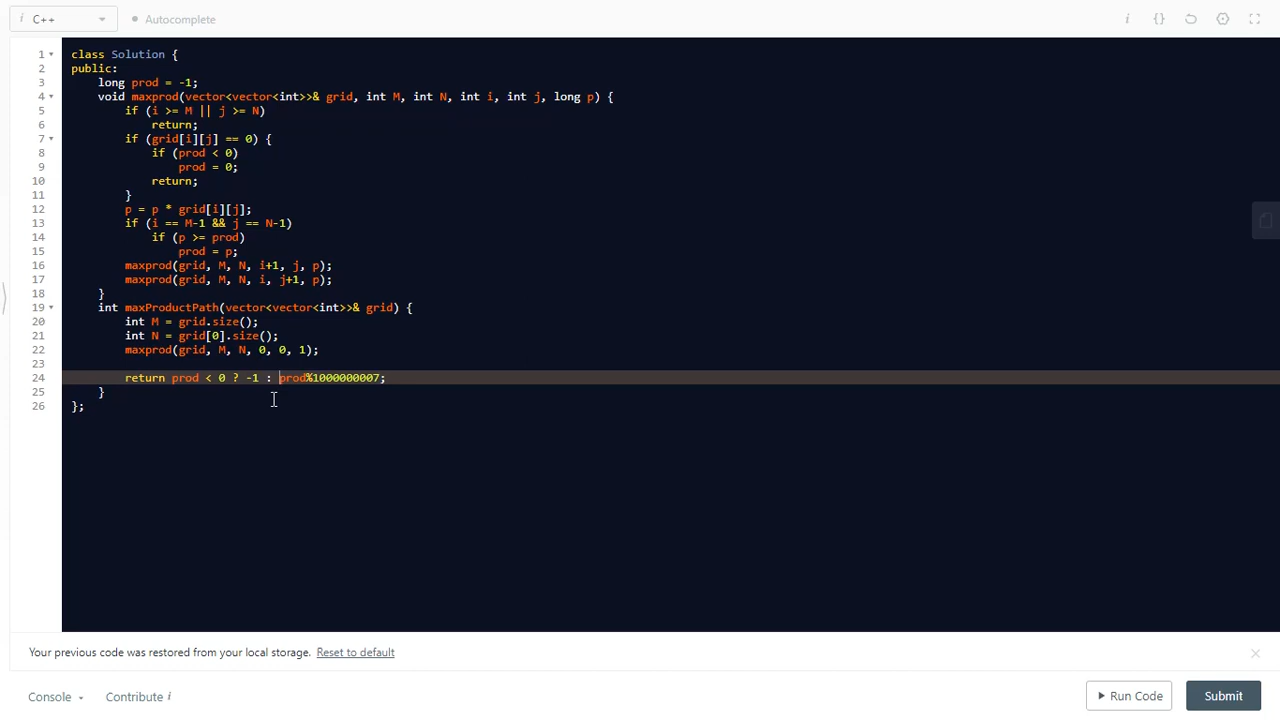 i C++ Autocomplete i {}
1 class Solution {
2 public:
3 long prod = -1;
4 void maxprod(vector<vector<int>>& grid, int M, int N, int i, int j, long p) {
5 if (i >= M || j >= N)
6 return;
7 if (grid[i][j] == 0) {
8 if (prod < 0)
9 prod = 0;
10 return;
11 }
12 p = p * grid[i][j];
13 if (i == M-1 && j == N-1)
14 if (p >= prod)
15 prod = p;
16 maxprod(grid, M, N, i+1, j, p);
17 maxprod(grid, M, N, i, j+1, p);
18 }
19 int maxProductPath(vector<vector<int>>& grid) {
20 int M = grid.size();
21 int N = grid[0].size();
22 maxprod(grid, M, N, 0, 0, 1);
23
24 return prod < 0 ? -1 : prod%1000000007;
25 }
26 };
Your previous code was restored from your local storage. Reset to default
Console Contribute i Run Code Submit